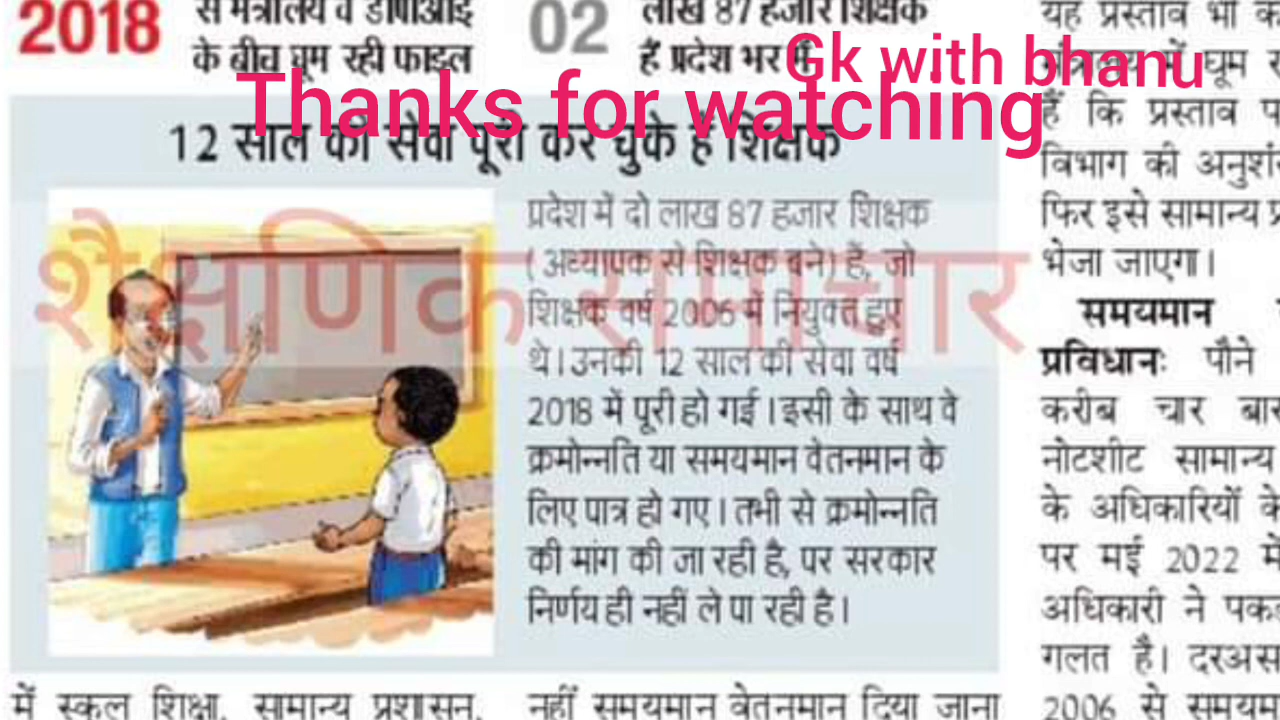 2018
से मंत्रालय व डीपीआइ
के बीच घूम रही फाइल
02
लाख 87 हजार शिक्षक
हैं प्रदेश भर में
Gk with bhanu
Thanks for watching
12 साल की सेवा पूरी कर चुके हैं शिक्षक
शैक्षणिक समाचार
प्रदेश में दो लाख 87 हजार शिक्षक
(अध्यापक से शिक्षक बने) हैं, जो
शिक्षक वर्ष 2006 में नियुक्त हुए
थे। उनकी 12 साल की सेवा वर्ष
2018 में पूरी हो गई। इसी के साथ वे
क्रमोन्नति या समयमान वेतनमान के
लिए पात्र हो गए। तभी से क्रमोन्नति
की मांग की जा रही है, पर सरकार
निर्णय ही नहीं ले पा रही है।
में स्कूल शिक्षा, सामान्य प्रशासन,
नहीं समयमान वेतनमान दिया जाना
यह प्रस्ताव भी
में घूम
हैं कि प्रस्ताव
विभाग की
फिर इसे सामान्य
भेजा जाएगा।
समयमान
प्रविधानः पौने
करीब चार
नोटशीट सामान्य
के अधिकारियों
पर मई 2022
अधिकारी ने
गलत है।
2006 से